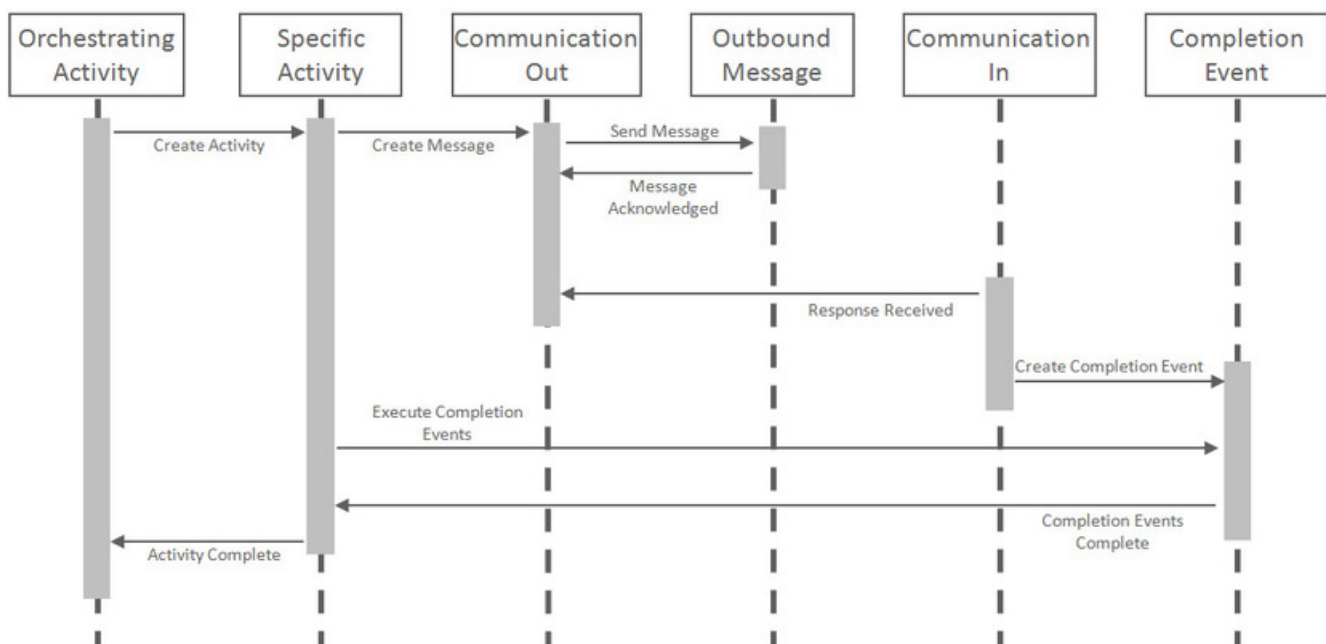 Orchestrating
Activity
Specific
Activity
Communication
Out
Outbound
Message
Communication
In
Completion
Event
Create Activity
Create Message
Send Message
Message
Acknowledged
Response Received
Create Completion Event
Execute Completion
Events
Completion Events
Complete
Activity Complete